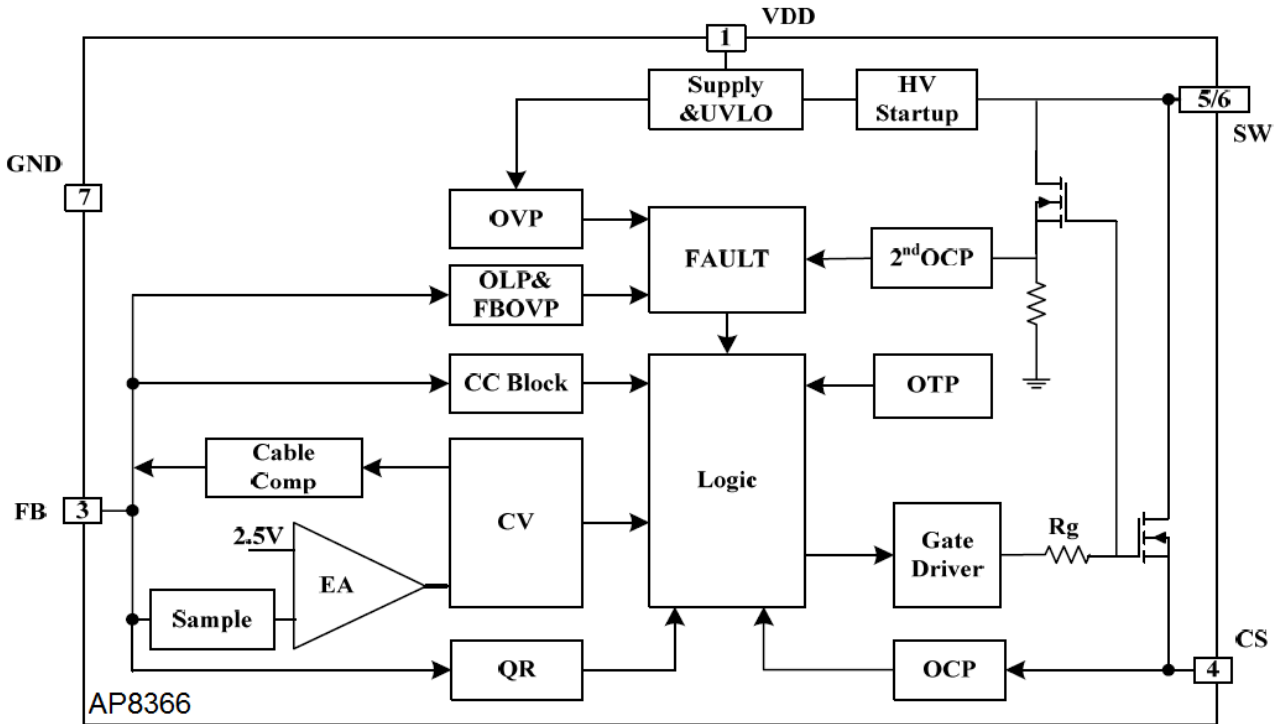 VDD
1
Supply
&UVLO
HV
Startup
5/6
SW
GND
7
OVP
FAULT
2ndOCP
OLP&
FBOVP
CC Block
OTP
Cable
Comp
Logic
FB
3
CV
2.5V
EA
Rg
Gate
Driver
Sample
CS
4
QR
OCP
AP8366